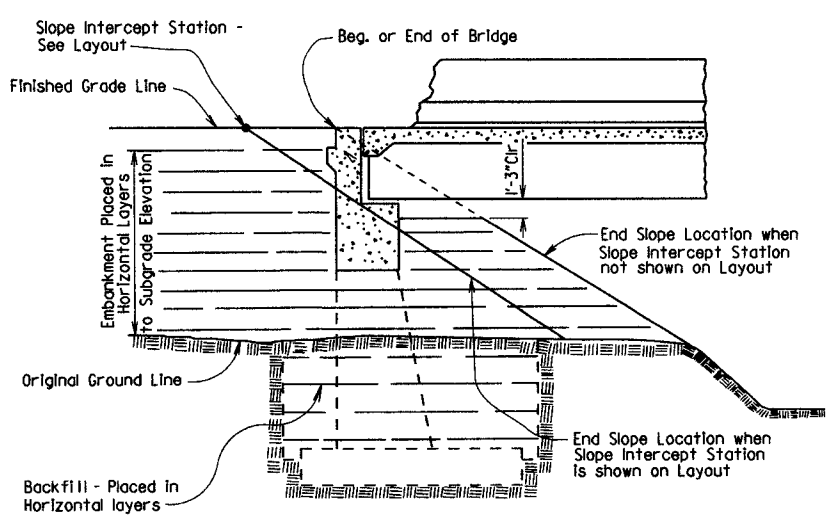 Slope Intercept Station -
See Layout
Beg. or End of Bridge
Finished Grade Line
1'-3"Clr.
Embankment Placed in
Horizontal Layers
to Subgrade Elevation
End Slope Location when
Slope Intercept Station
not shown on Layout
Original Ground Line
End Slope Location when
Slope Intercept Station
is shown on Layout
Backfill - Placed in
Horizontal layers